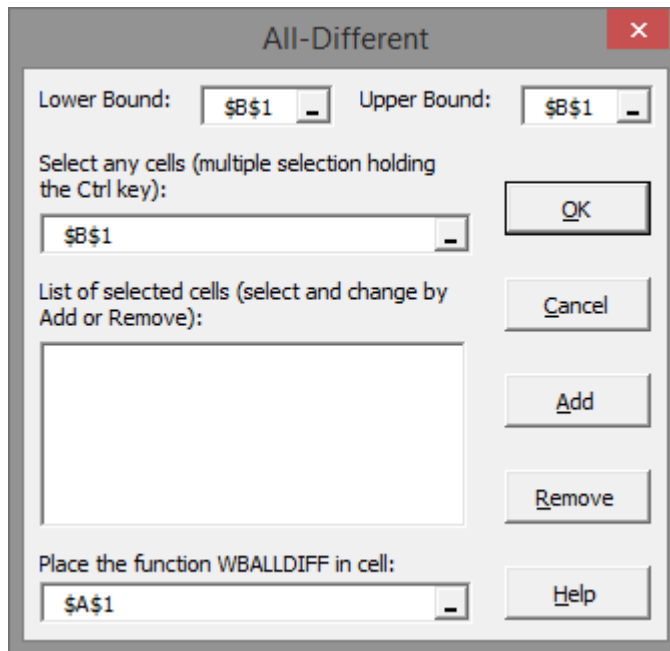 All-Different
Lower Bound: $B$1 Upper Bound: $B$1
Select any cells (multiple selection holding
the Ctrl key):
$B$1
OK
List of selected cells (select and change by
Add or Remove):
Cancel
Add
Remove
Place the function WBALLDIFF in cell:
$A$1
Help